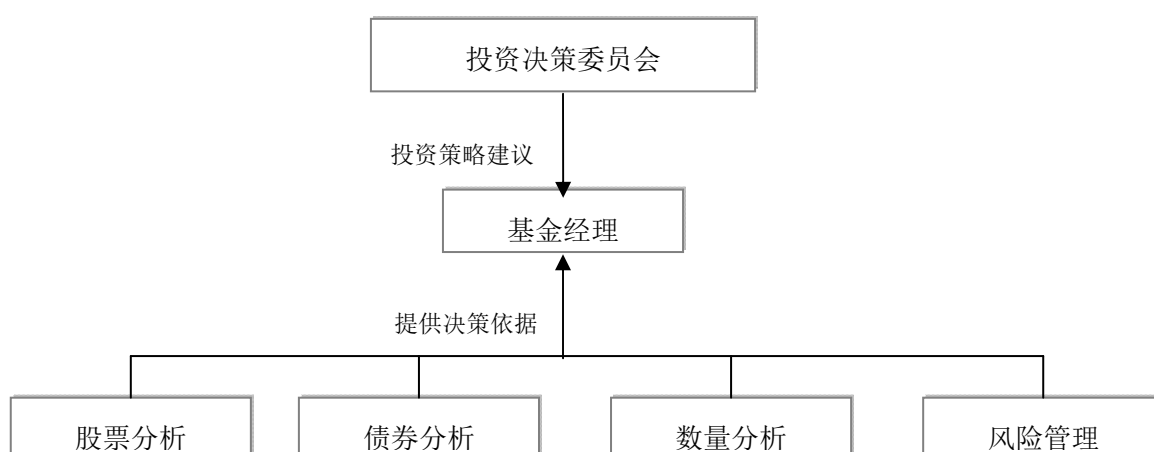 投资决策委员会
投资策略建议
基金经理
提供决策依据
股票分析
债券分析
数量分析
风险管理